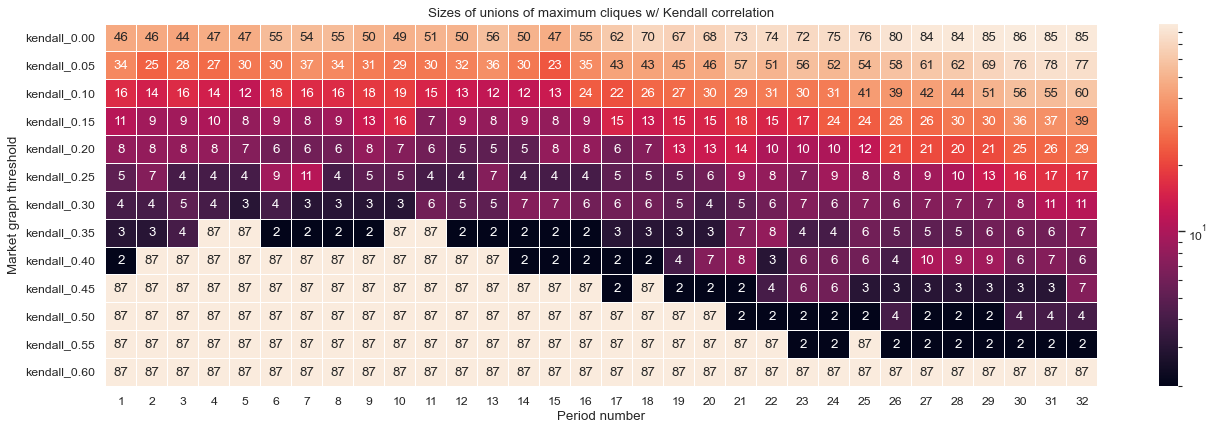 Sizes of unions of maximum cliques w/ Kendall correlation
Market graph threshold
kendall_0.00 46 46 44 47 47 55 54 55 50 49 51 50 56 50 47 55 62 70 67 68 73 74 72 75 76 80 84 84 85 86 85 85
kendall_0.05 34 25 28 27 30 30 37 34 31 29 30 32 36 30 23 35 43 43 45 46 57 51 56 52 54 58 61 62 69 76 78 77
kendall_0.10 16 14 16 14 12 18 16 16 18 19 15 13 12 12 13 24 22 26 27 30 29 31 30 31 41 39 42 44 51 56 55 60
kendall_0.15 11 9 9 10 8 9 8 9 13 16 7 9 8 9 8 9 15 13 15 15 18 15 17 24 24 28 26 30 30 36 37 39
kendall_0.20 8 8 8 8 7 6 6 6 8 7 6 5 5 5 8 8 6 7 13 13 14 10 10 10 12 21 21 20 21 25 26 29
kendall_0.25 5 7 4 4 4 9 11 4 5 5 4 4 7 4 4 4 5 5 5 6 9 8 7 9 8 8 9 10 13 16 17 17
kendall_0.30 4 4 5 4 3 4 3 3 3 3 6 5 5 7 7 6 6 6 5 4 5 6 7 6 7 6 7 7 7 8 11 11
kendall_0.35 3 3 4 87 87 2 2 2 2 87 87 2 2 2 2 2 3 3 3 3 7 8 4 4 6 5 5 5 6 6 6 7
kendall_0.40 2 87 87 87 87 87 87 87 87 87 87 87 87 2 2 2 2 2 4 7 8 3 6 6 6 4 10 9 9 6 7 6
kendall_0.45 87 87 87 87 87 87 87 87 87 87 87 87 87 87 87 87 2 87 2 2 2 4 6 6 3 3 3 3 3 3 3 7
kendall_0.50 87 87 87 87 87 87 87 87 87 87 87 87 87 87 87 87 87 87 87 87 2 2 2 2 2 4 2 2 2 4 4 4
kendall_0.55 87 87 87 87 87 87 87 87 87 87 87 87 87 87 87 87 87 87 87 87 87 87 2 2 87 2 2 2 2 2 2 2
kendall_0.60 87 87 87 87 87 87 87 87 87 87 87 87 87 87 87 87 87 87 87 87 87 87 87 87 87 87 87 87 87 87 87 87
1 2 3 4 5 6 7 8 9 10 11 12 13 14 15 16 17 18 19 20 21 22 23 24 25 26 27 28 29 30 31 32
Period number
10¹